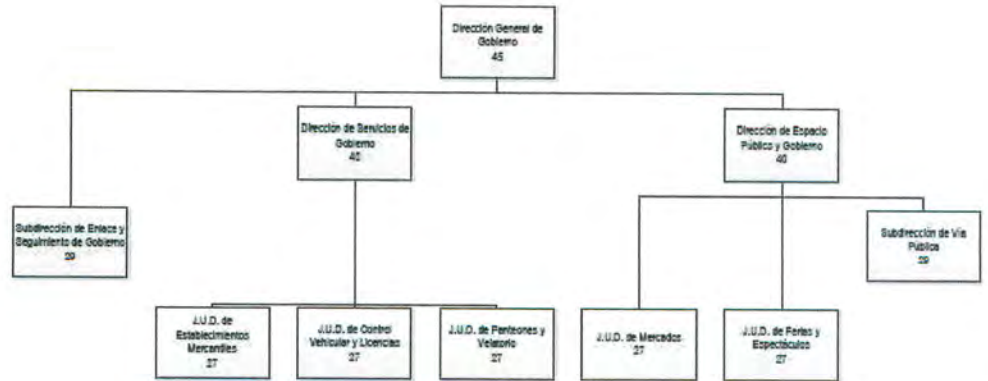 Dirección General de
Gobierno
45
Dirección de Servicios de
Gobierno
40
Dirección de Espacio
Público y Gobierno
40
Subdirección de Enlace y
Seguimiento de Gobierno
29
Subdirección de Vía
Pública
29
J.U.D. de
Establecimientos
Mercantiles
27
J.U.D. de Control
Vehicular y Licencias
27
J.U.D. de Panteones y
Velatorio
27
J.U.D. de Mercados
27
J.U.D. de Ferias y
Espectáculos
27